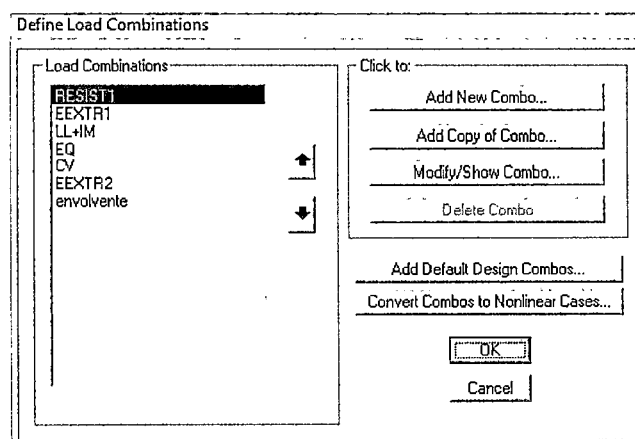 Define Load Combinations
Load Combinations
RESIST1
EEXTR1
LL+IM
EQ
CV
EEXTR2
envolvente
Click to:
Add New Combo...
Add Copy of Combo...
Modify/Show Combo...
Delete Combo
Add Default Design Combos...
Convert Combos to Nonlinear Cases...
OK
Cancel